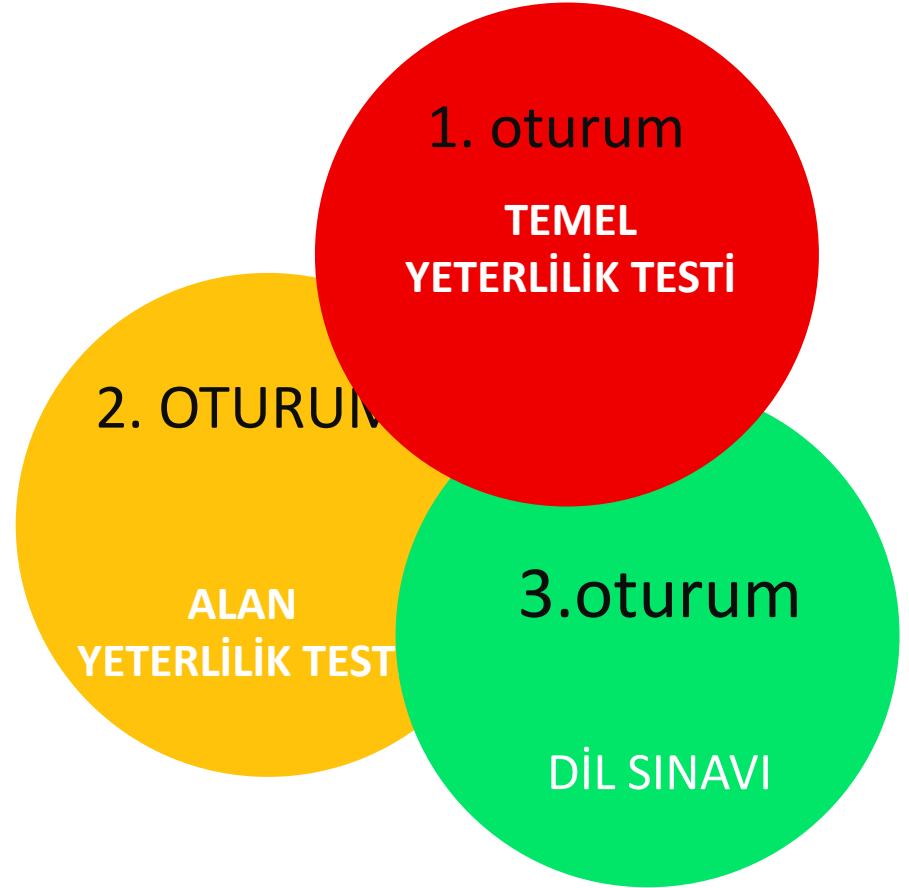 1. oturum
TEMEL
YETERLİLİK TESTİ
2. OTURUM
ALAN
YETERLİLİK TEST
3.oturum
DİL SINAVI